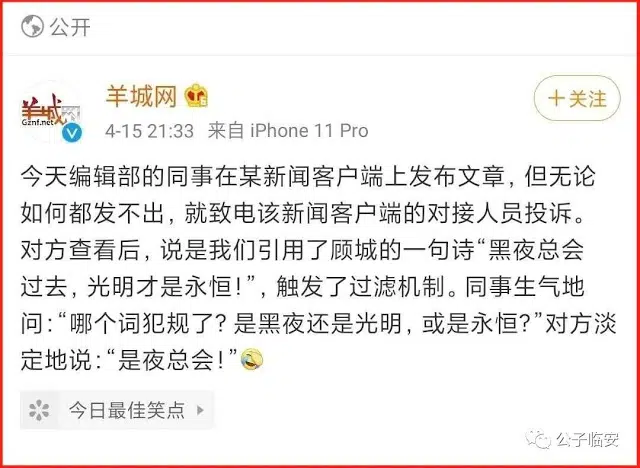 公开
羊城网
羊城网
Gznf.net
+关注
4-15 21:33 来自 iPhone 11 Pro
今天编辑部的同事在某新闻客户端上发布文章，但无论
如何都发不出，就致电该新闻客户端的对接人员投诉。
对方查看后，说是我们引用了顾城的一句诗“黑夜总会
过去，光明才是永恒！”，触发了过滤机制。同事生气地
问：“哪个词犯规了？是黑夜还是光明，或是永恒？”对方淡
定地说：“是夜总会！”🤣
今日最佳笑点
公子临安